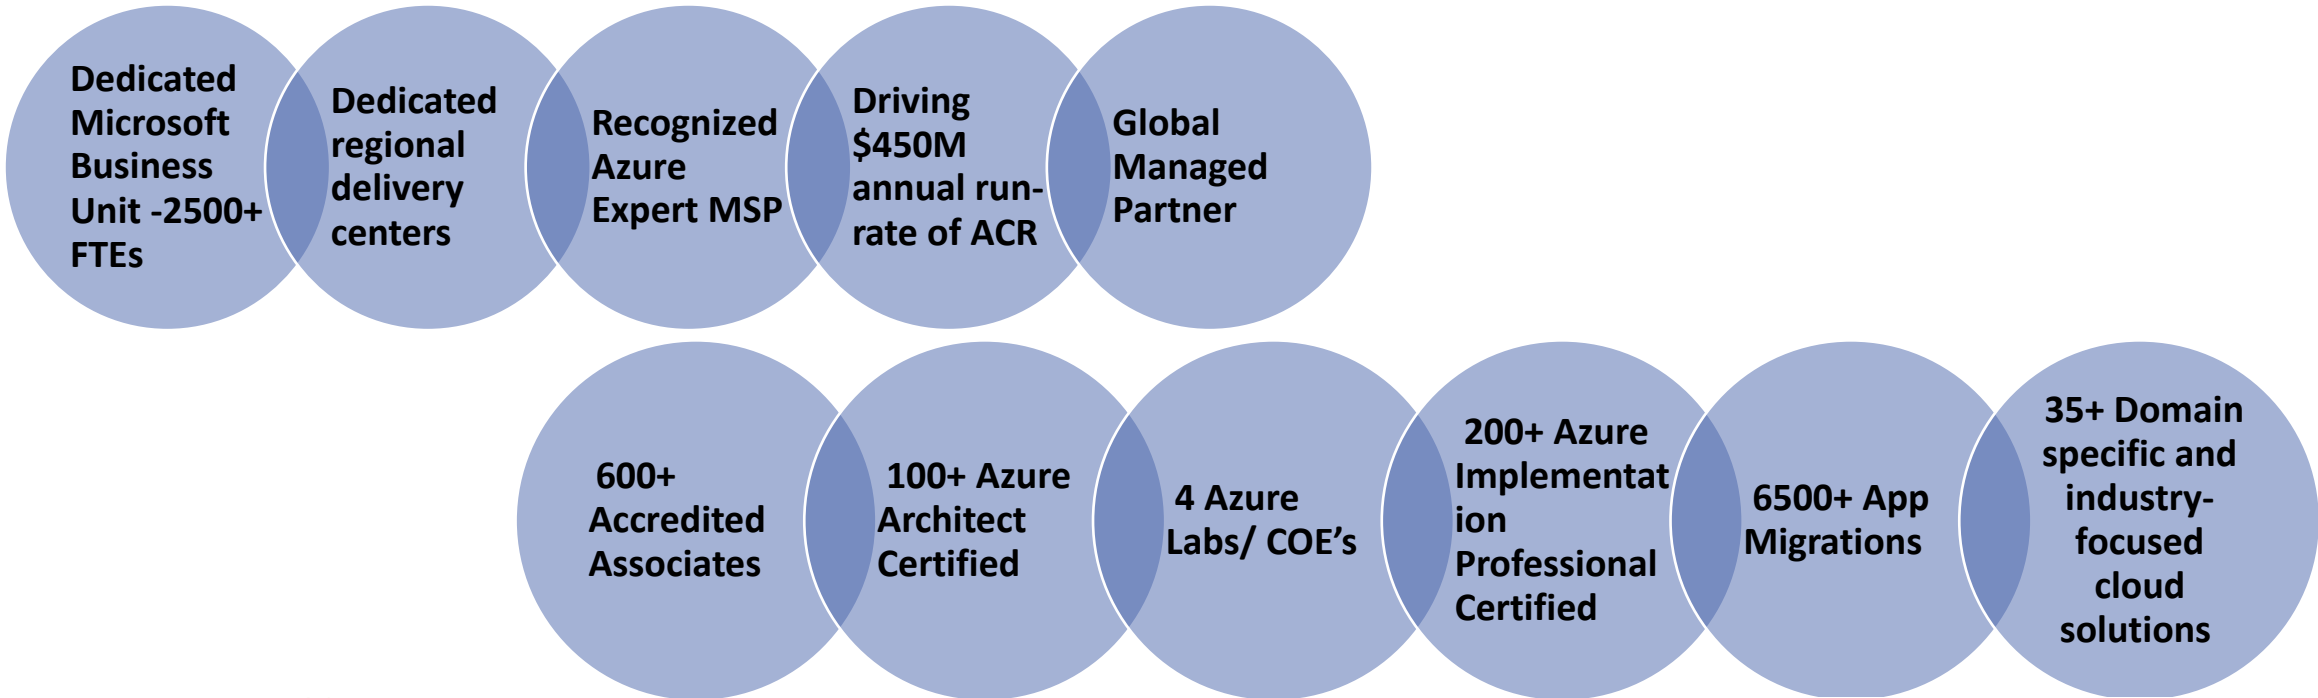 Dedicated
Microsoft
Business
Unit -2500+
FTEs
Dedicated
regional
delivery
centers
Recognized
Azure
Expert MSP
Driving
$450M
annual run-
rate of ACR
Global
Managed
Partner
600+
Accredited
Associates
100+ Azure
Architect
Certified
4 Azure
Labs/ COE’s
200+ Azure
Implementat
ion
Professional
Certified
6500+ App
Migrations
35+ Domain
specific and
industry-
focused
cloud
solutions